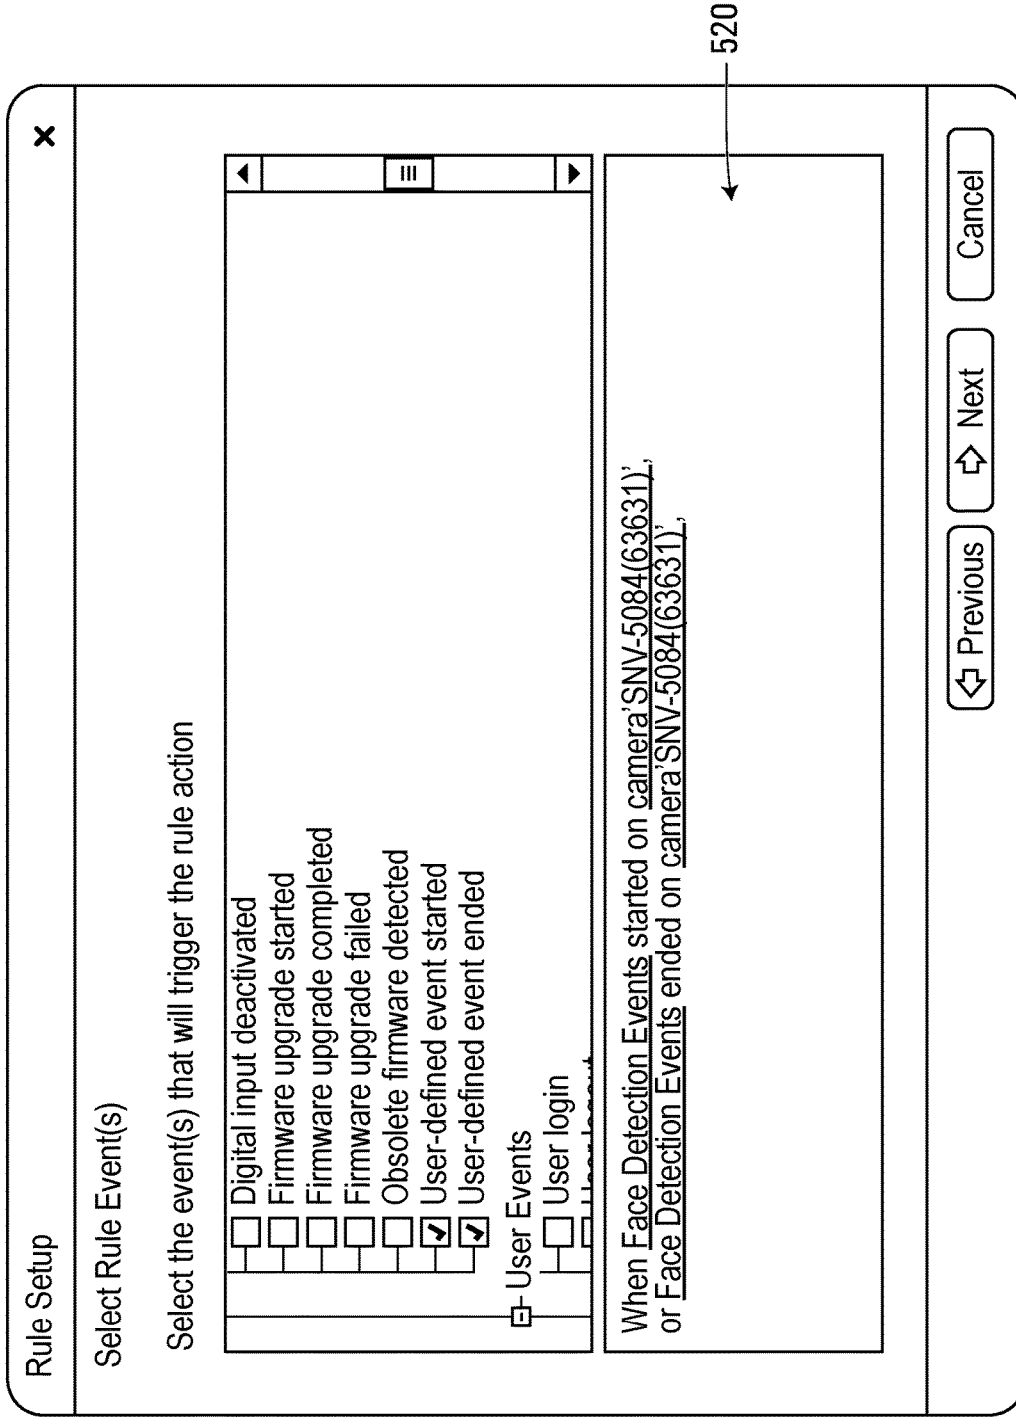 Rule Setup
Select Rule Event(s)
Select the event(s) that will trigger the rule action
Digital input deactivated
Firmware upgrade started
Firmware upgrade completed
Firmware upgrade failed
Obsolete firmware detected
User-defined event started
User-defined event ended
User Events
User login
User logout
When Face Detection Events started on camera'SNV-5084(63631)',
or Face Detection Events ended on camera'SNV-5084(63631)',
520
Previous
Next
Cancel